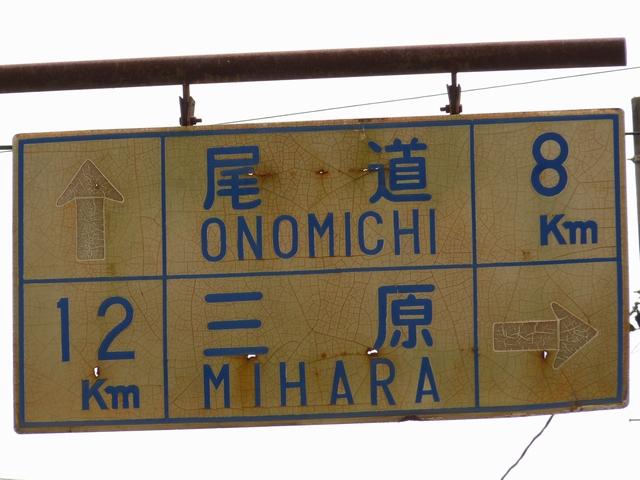 尾道 8
ONOMICHI Km
12 三原
Km MIHARA